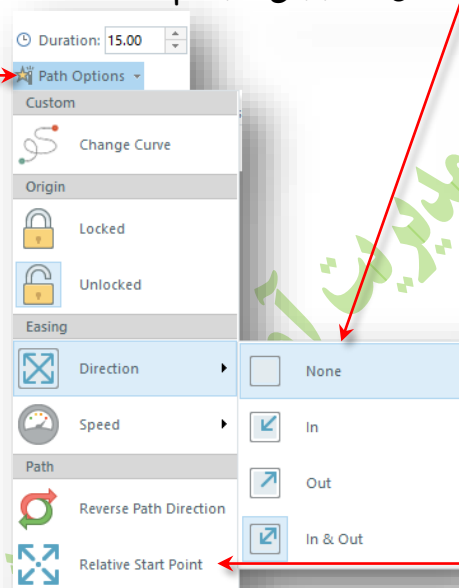 Duration: 15.00
Path Options
Custom
Change Curve
Origin
Locked
Unlocked
Easing
Direction
None
Speed
In
Path
Out
Reverse Path Direction
In & Out
Relative Start Point